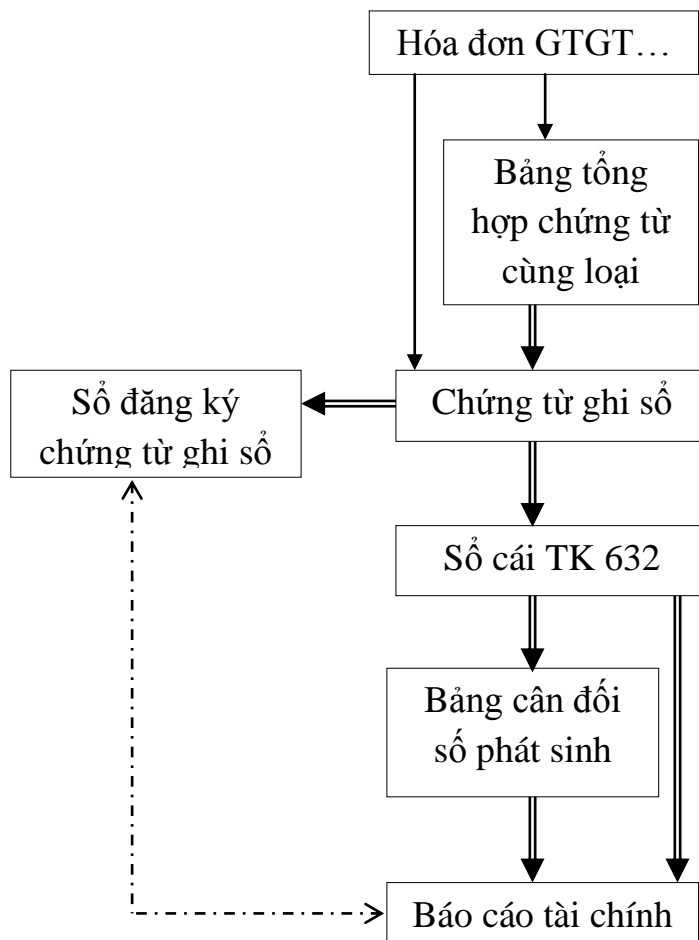 Hóa đơn GTGT…
Bảng tổng
hợp chứng từ
cùng loại
Sổ đăng ký
chứng từ ghi sổ
Chứng từ ghi sổ
Sổ cái TK 632
Bảng cân đối
số phát sinh
Báo cáo tài chính